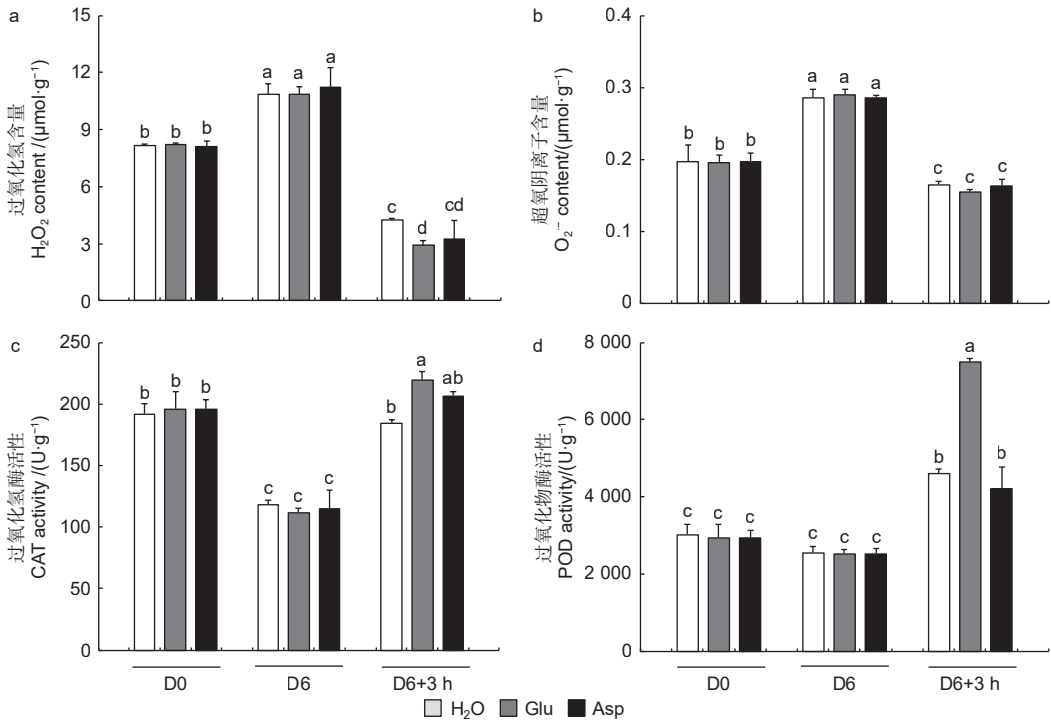 a
过氧化氢含量
H₂O₂ content /(μmol·g⁻¹)
15
12
9
6
3
0
b b b
a a a
c d cd
b
超氧阴离子含量
O₂·⁻ content/(μmol·g⁻¹)
0.4
0.3
0.2
0.1
0
b b b
a a a
c c c
c
过氧化氢酶活性
CAT activity /(U·g⁻¹)
250
200
150
100
50
0
b b b
c c c
b a ab
D0 D6 D6+3 h
d
过氧化物酶活性
POD activity/(U·g⁻¹)
8 000
6 000
4 000
2 000
0
c c c
c c c
b a b
D0 D6 D6+3 h
H₂O Glu Asp